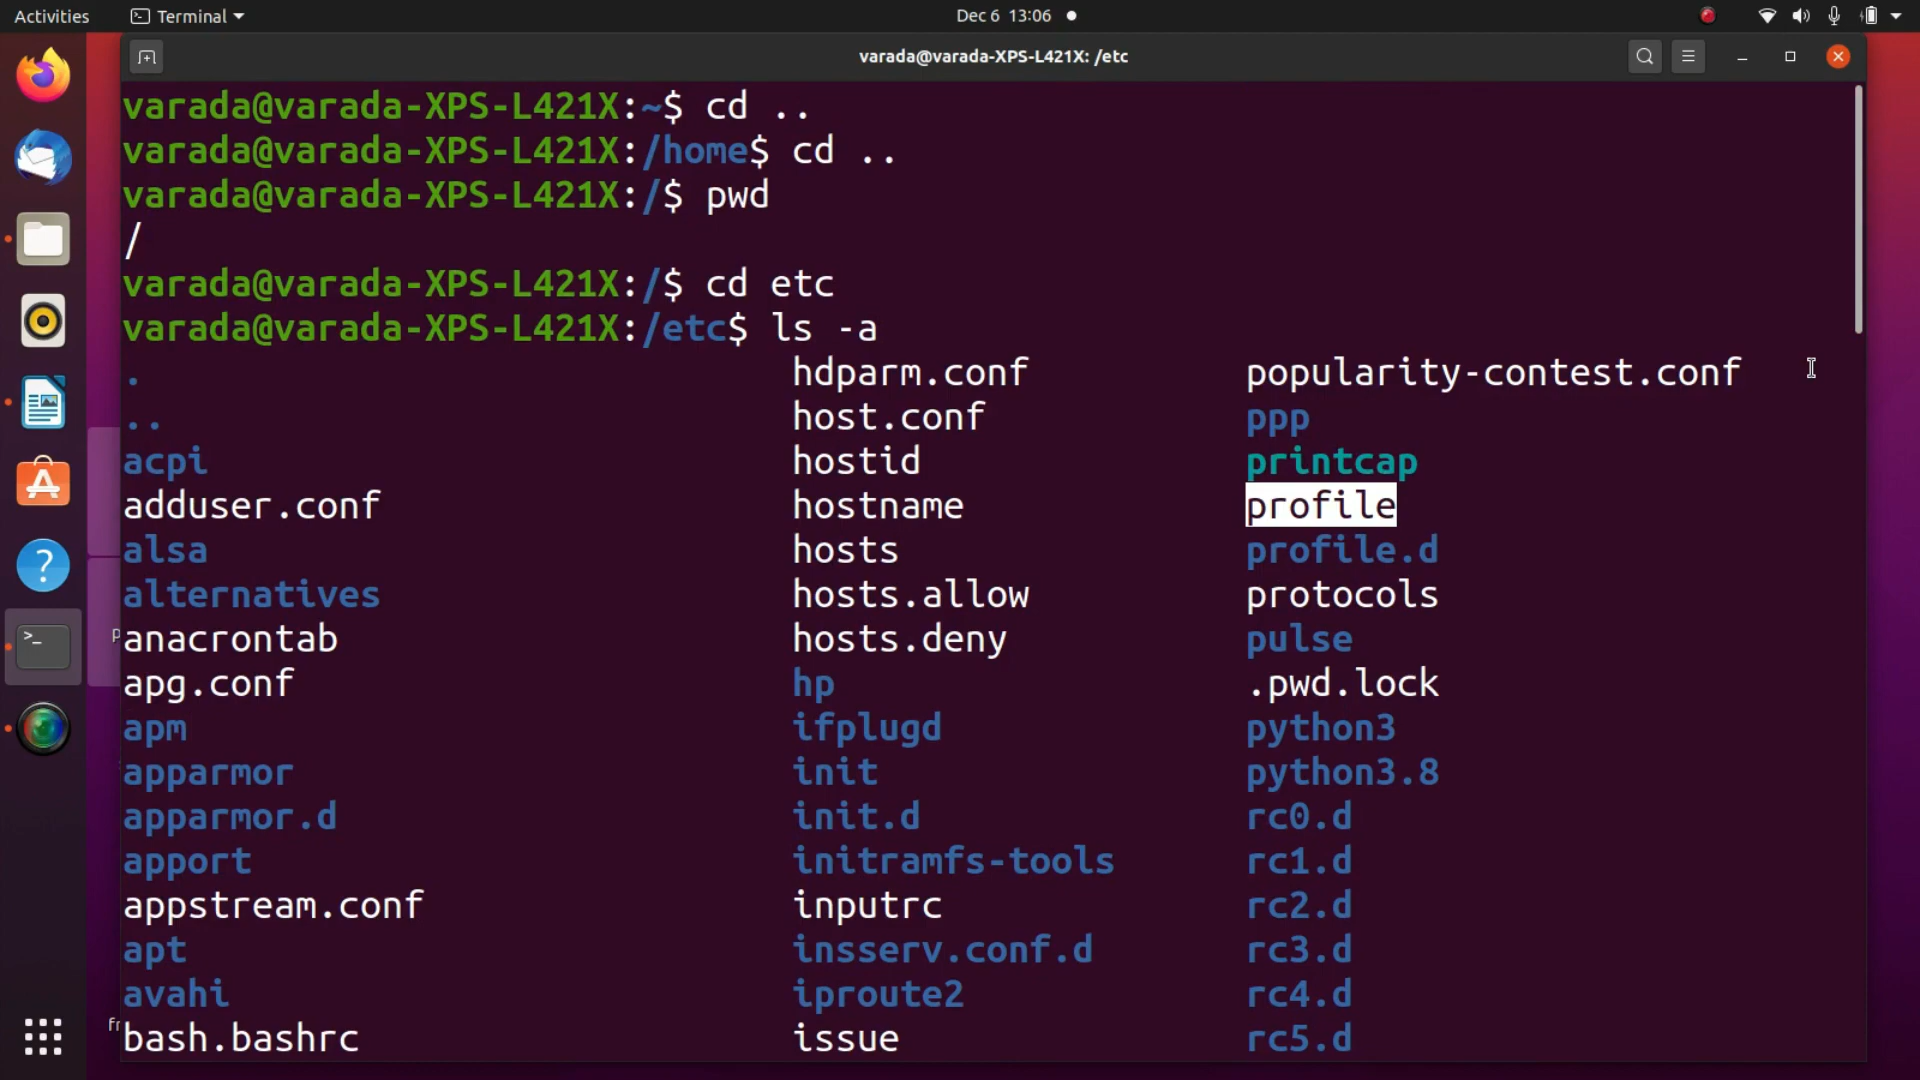 Activities Terminal Dec 6 13:06
varada@varada-XPS-L421X: /etc
varada@varada-XPS-L421X:~$ cd ..
varada@varada-XPS-L421X:/home$ cd ..
varada@varada-XPS-L421X:/$ pwd
/
varada@varada-XPS-L421X:/$ cd etc
varada@varada-XPS-L421X:/etc$ ls -a
. hdparm.conf popularity-contest.conf
.. host.conf ppp
acpi hostid printcap
adduser.conf hostname profile
alsa hosts profile.d
alternatives hosts.allow protocols
anacrontab hosts.deny pulse
apg.conf hp .pwd.lock
apm ifplugd python3
apparmor init python3.8
apparmor.d init.d rc0.d
apport initramfs-tools rc1.d
appstream.conf inputrc rc2.d
apt insserv.conf.d rc3.d
avahi iproute2 rc4.d
bash.bashrc issue rc5.d